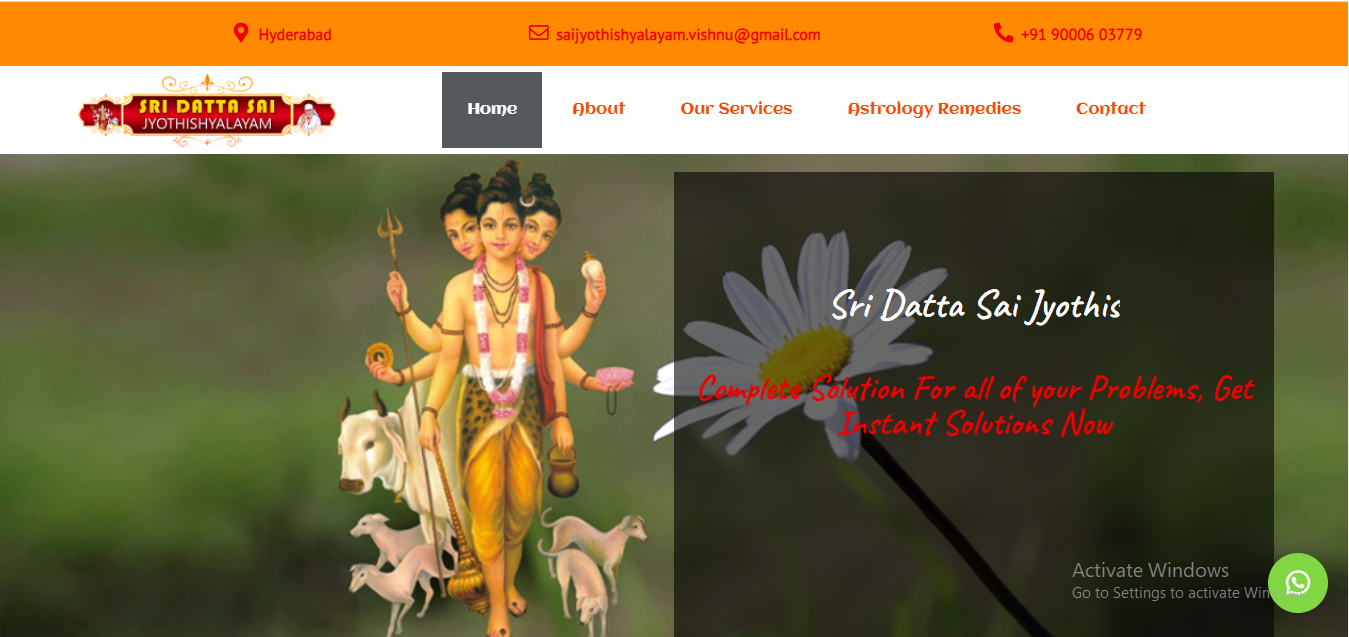 Hyderabad
saijyothishyalayam.vishnu@gmail.com
+91 90006 03779
SRI DATTA SAI
JYOTHISHYALAYAM
Home
About
Our Services
Astrology Remedies
Contact
Sri Datta Sai Jyothis
Complete Solution For all of your Problems, Get
Instant Solutions Now
Activate Windows
Go to Settings to activate